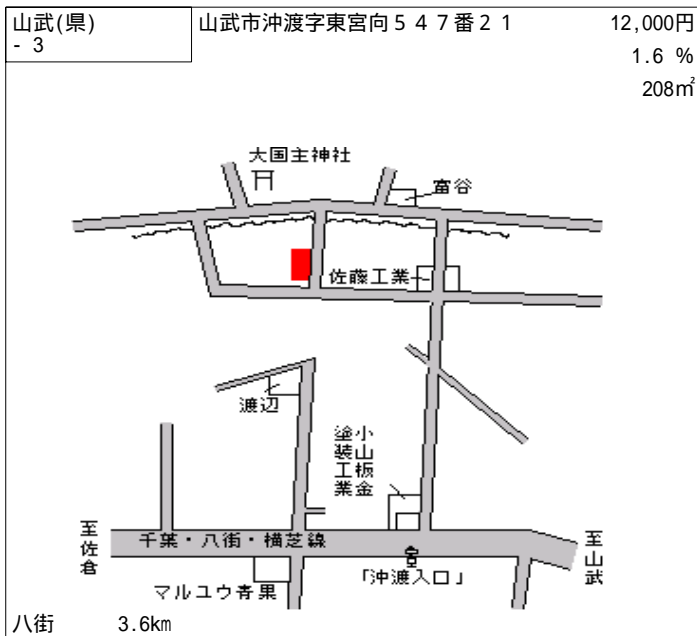 山武(県)
- 3
山武市沖渡字東宮向５４７番２１
12,000円
1.6 %
208㎡
大国主神社
富谷
佐藤工業
渡辺
小山板金
塗装工業
至佐倉
千葉・八街・横芝線
至山武
「沖渡入口」
マルユウ青果
八街 3.6km